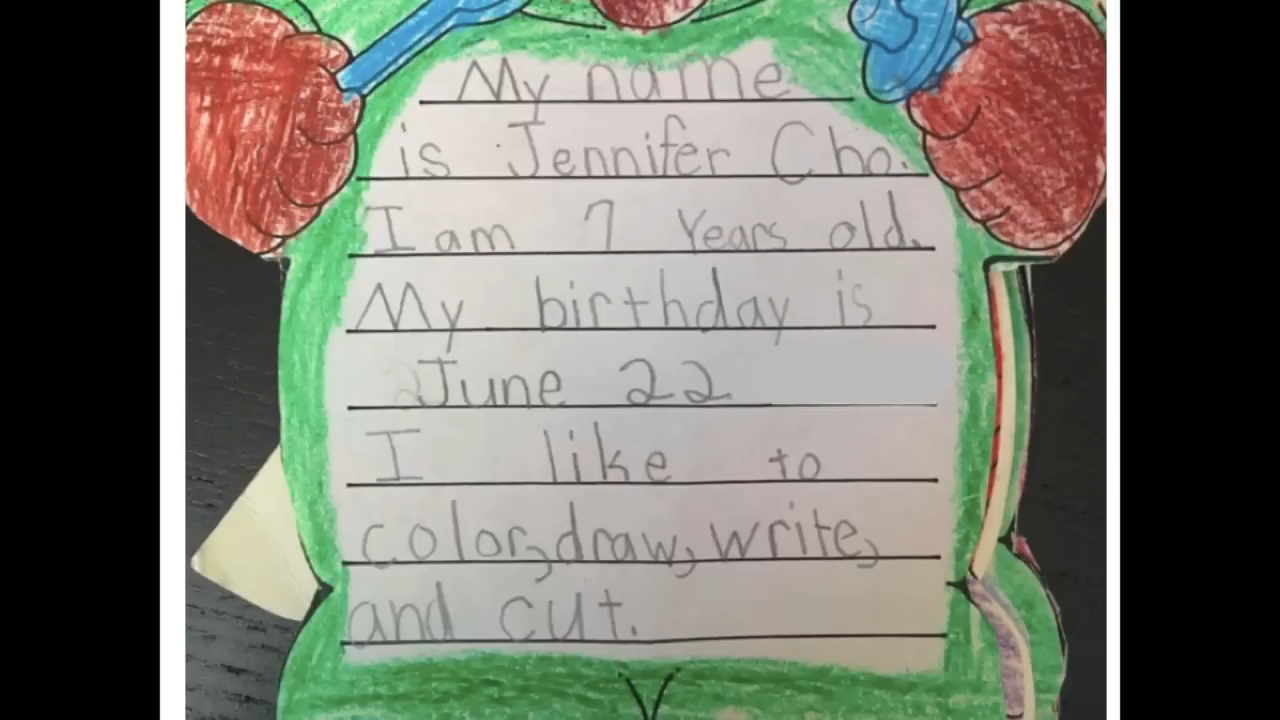 My name
is Jennifer Cho.
I am 7 Years old.
My birthday is
June 22
I like to
color, draw, write,
and cut.